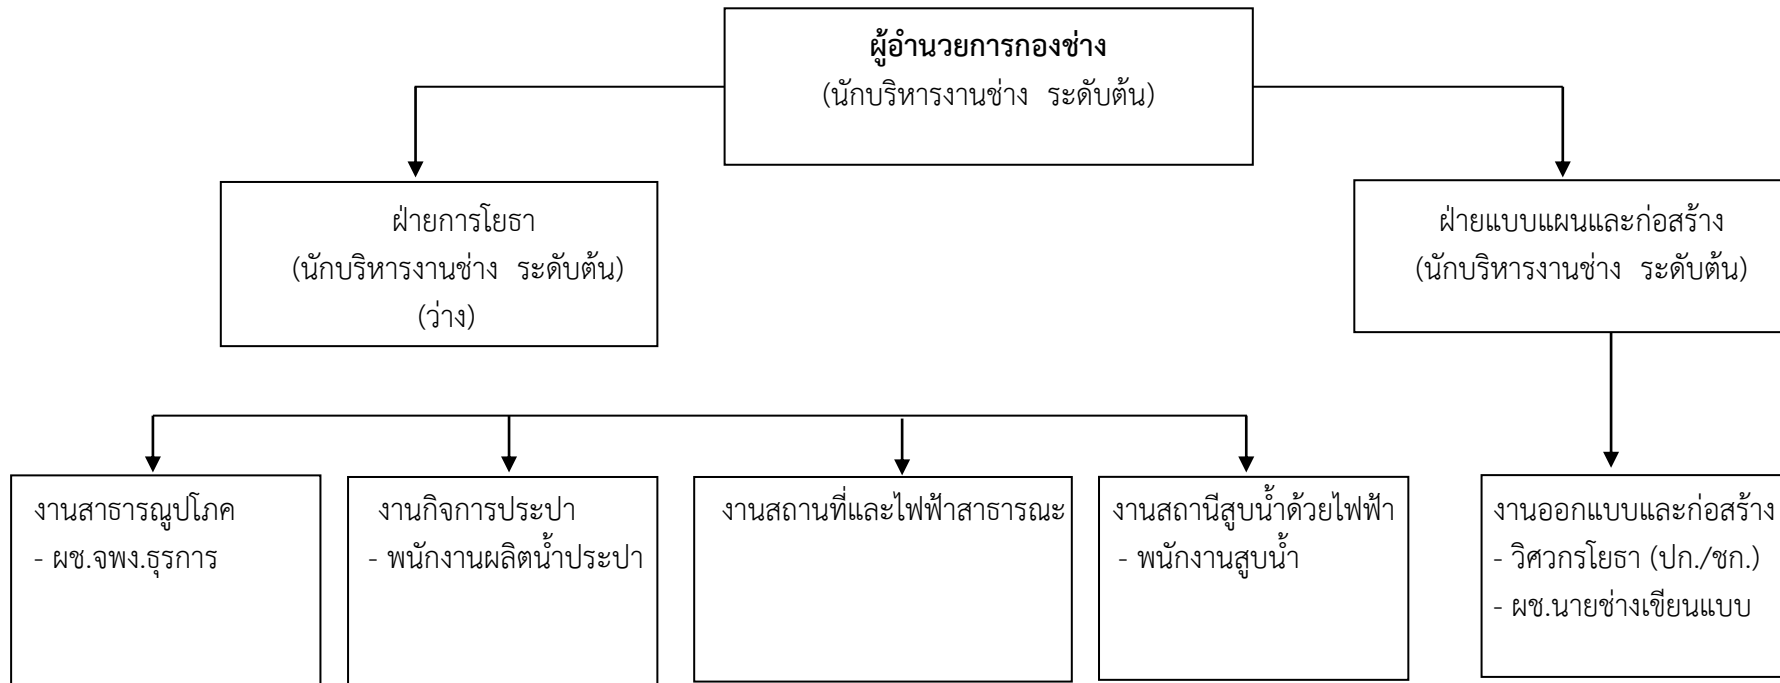 ผู้อำนวยการกองช่าง
(นักบริหารงานช่าง ระดับต้น)
ฝ่ายการโยธา
(นักบริหารงานช่าง ระดับต้น)
(ว่าง)
ฝ่ายแบบแผนและก่อสร้าง
(นักบริหารงานช่าง ระดับต้น)
งานสาธารณูปโภค
- ผช.จพง.ธุรการ
งานกิจการประปา
- พนักงานผลิตน้ำประปา
งานสถานที่และไฟฟ้าสาธารณะ
งานสถานีสูบน้ำด้วยไฟฟ้า
- พนักงานสูบน้ำ
งานออกแบบและก่อสร้าง
- วิศวกรโยธา (ปก./ชก.)
- ผช.นายช่างเขียนแบบ